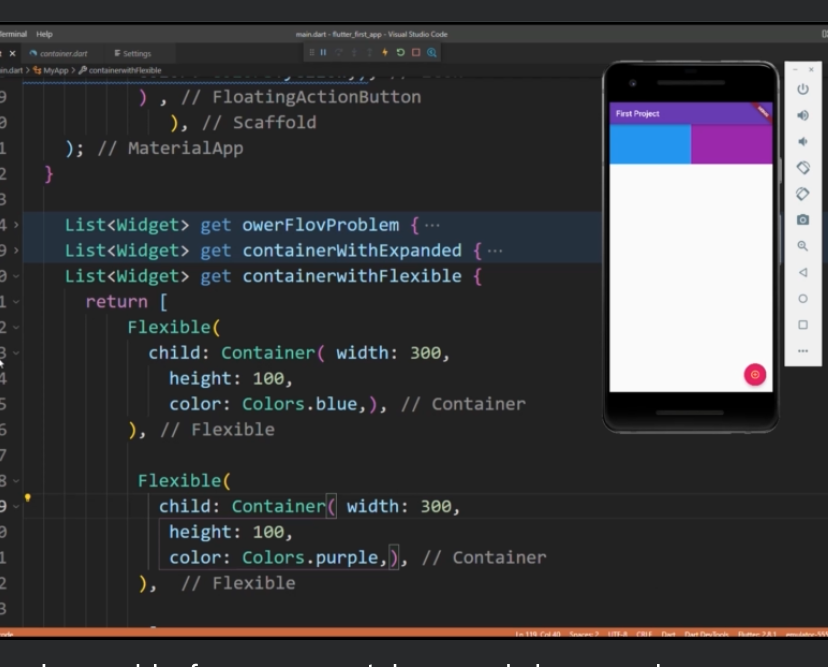 Terminal Help
main.dart - flutter_first_app - Visual Studio Code
container.dart Settings
MyApp > containerwithFlexible
9 ) , // FloatingActionButton
0 ), // Scaffold
1 ); // MaterialApp
2 }
3
4 List<Widget> get owerFlovProblem { ...
9 List<Widget> get containerWithExpanded { ...
0 List<Widget> get containerwithFlexible {
1 return [
2 Flexible(
3 child: Container( width: 300,
4 height: 100,
5 color: Colors.blue,), // Container
6 ), // Flexible
7
8 Flexible(
9 child: Container( width: 300,
0 height: 100,
1 color: Colors.purple,), // Container
2 ), // Flexible
3
First Project
Ln 119, Col 40 Spaces: 2 UTF-8 CRLF Dart Dart DevTools Flutter: 2.8.1